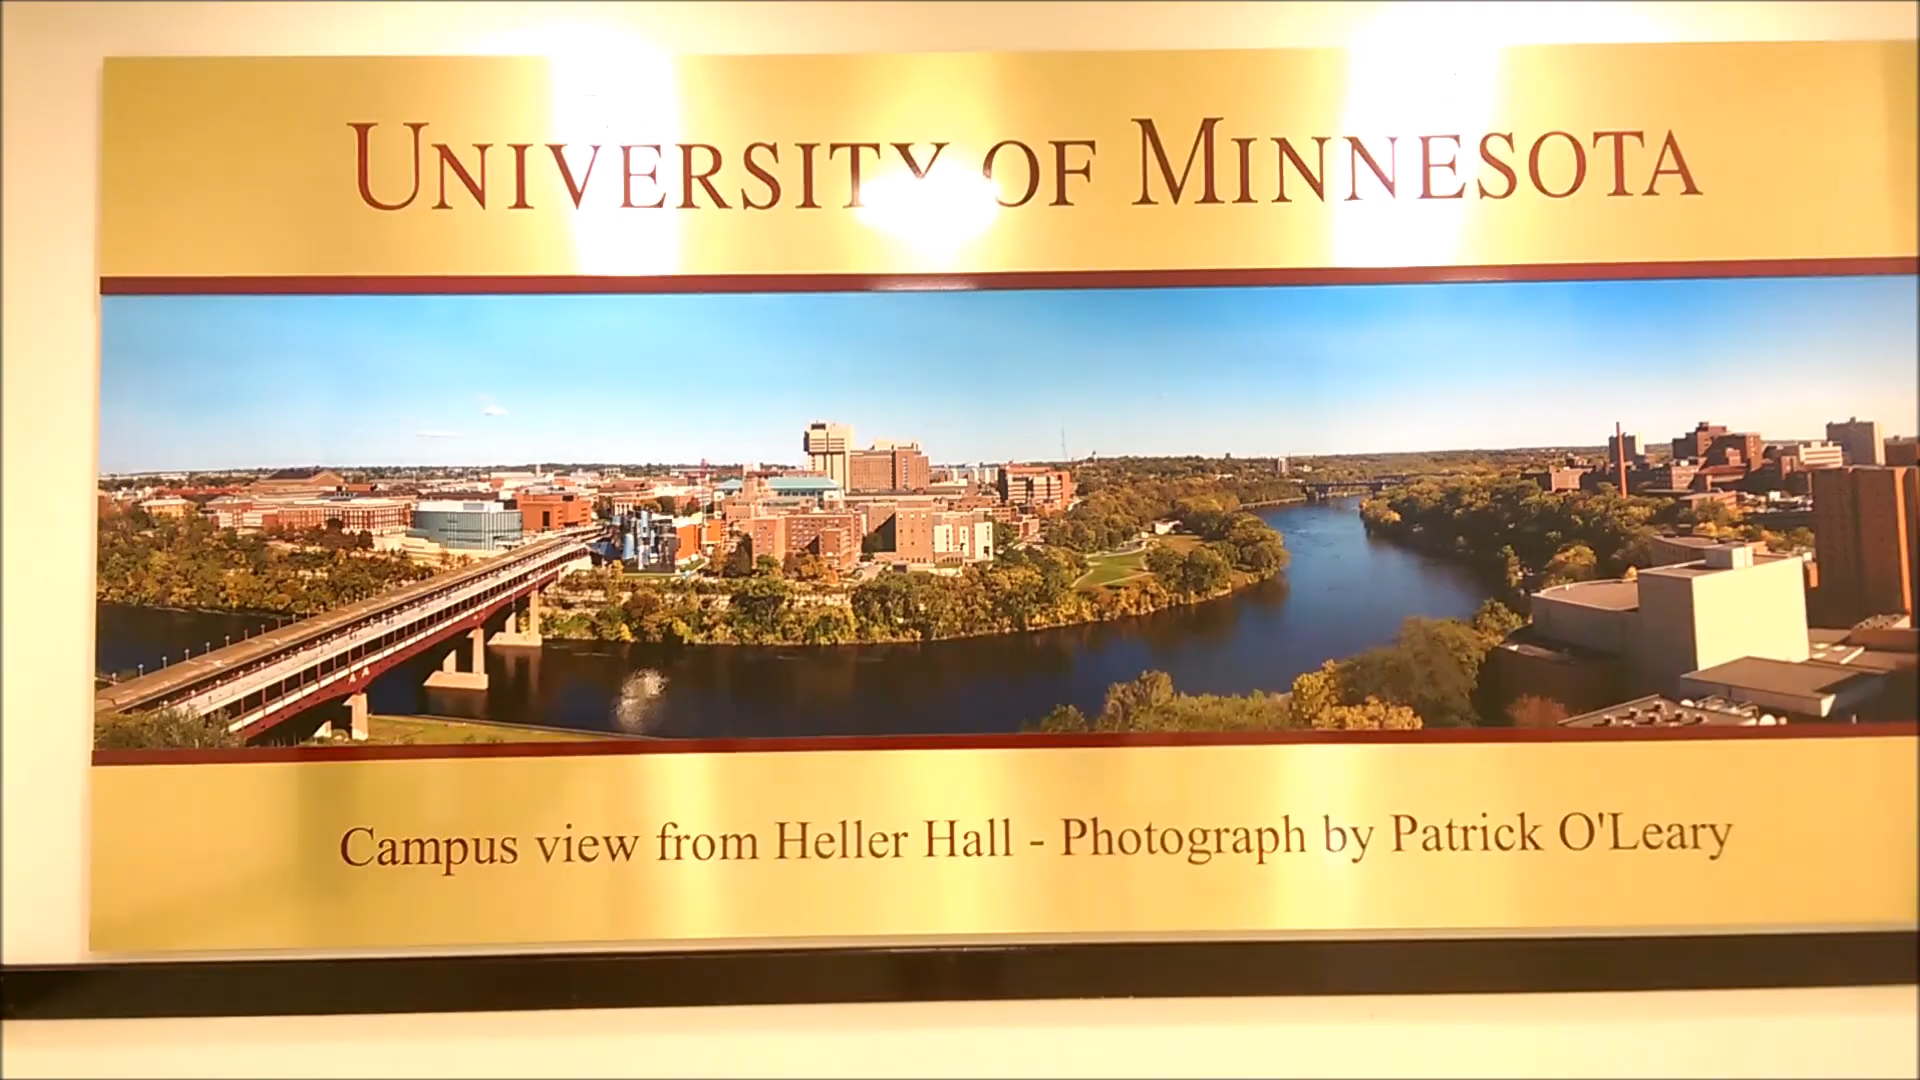 UNIVERSITY OF MINNESOTA
Campus view from Heller Hall - Photograph by Patrick O'Leary